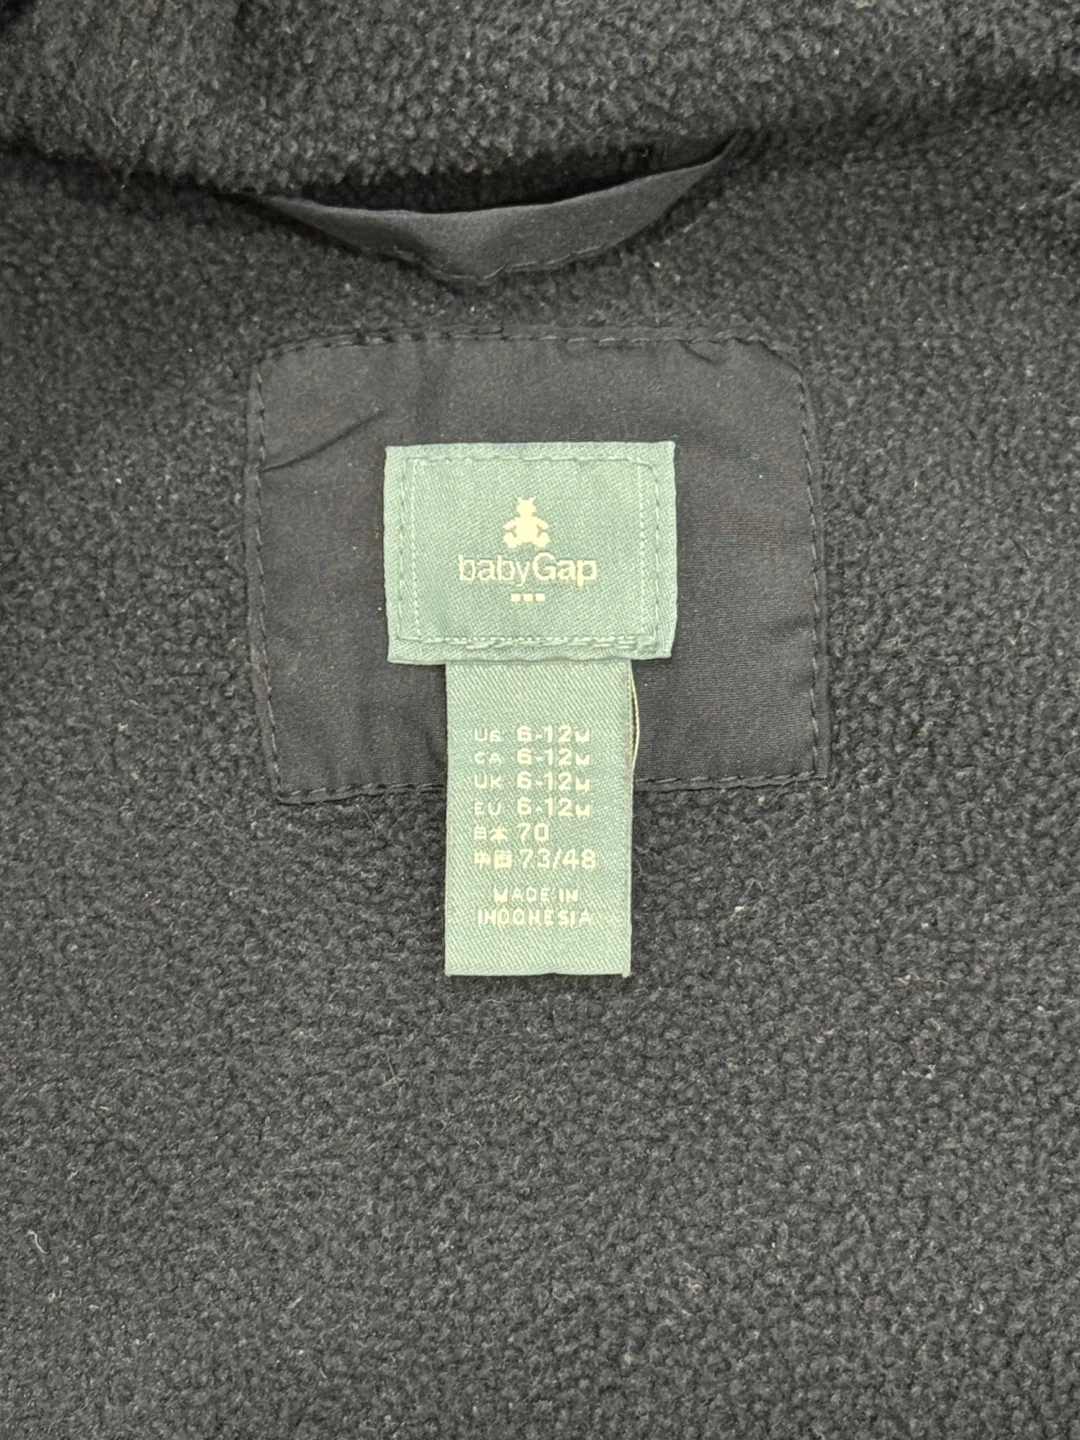 babyGap
US 6-12M
CA 6-12M
UK 6-12M
EU 6-12M
日本 70
中国 73/48
MADE IN
INDONESIA